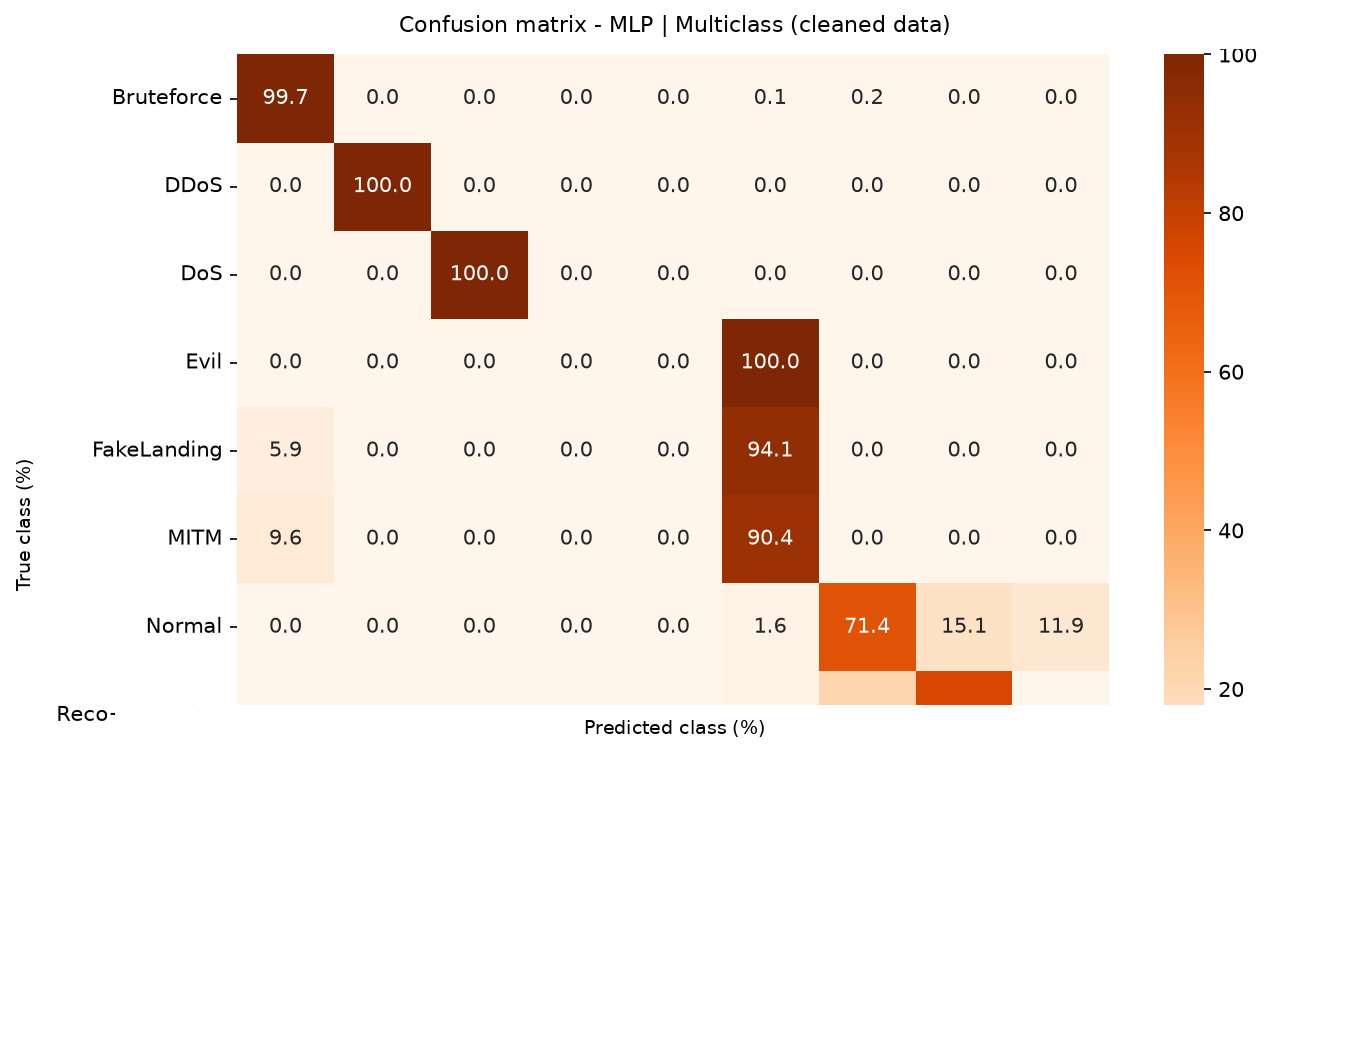 Confusion matrix - MLP | Multiclass (cleaned data)
Bruteforce 99.7 0.0 0.0 0.0 0.0 0.1 0.2 0.0 0.0
DDoS 0.0 100.0 0.0 0.0 0.0 0.0 0.0 0.0 0.0
DoS 0.0 0.0 100.0 0.0 0.0 0.0 0.0 0.0 0.0
Evil 0.0 0.0 0.0 0.0 0.0 100.0 0.0 0.0 0.0
FakeLanding 5.9 0.0 0.0 0.0 0.0 94.1 0.0 0.0 0.0
MITM 9.6 0.0 0.0 0.0 0.0 90.4 0.0 0.0 0.0
Normal 0.0 0.0 0.0 0.0 0.0 1.6 71.4 15.1 11.9
Reco-
True class (%)
Predicted class (%)
100
80
60
40
20